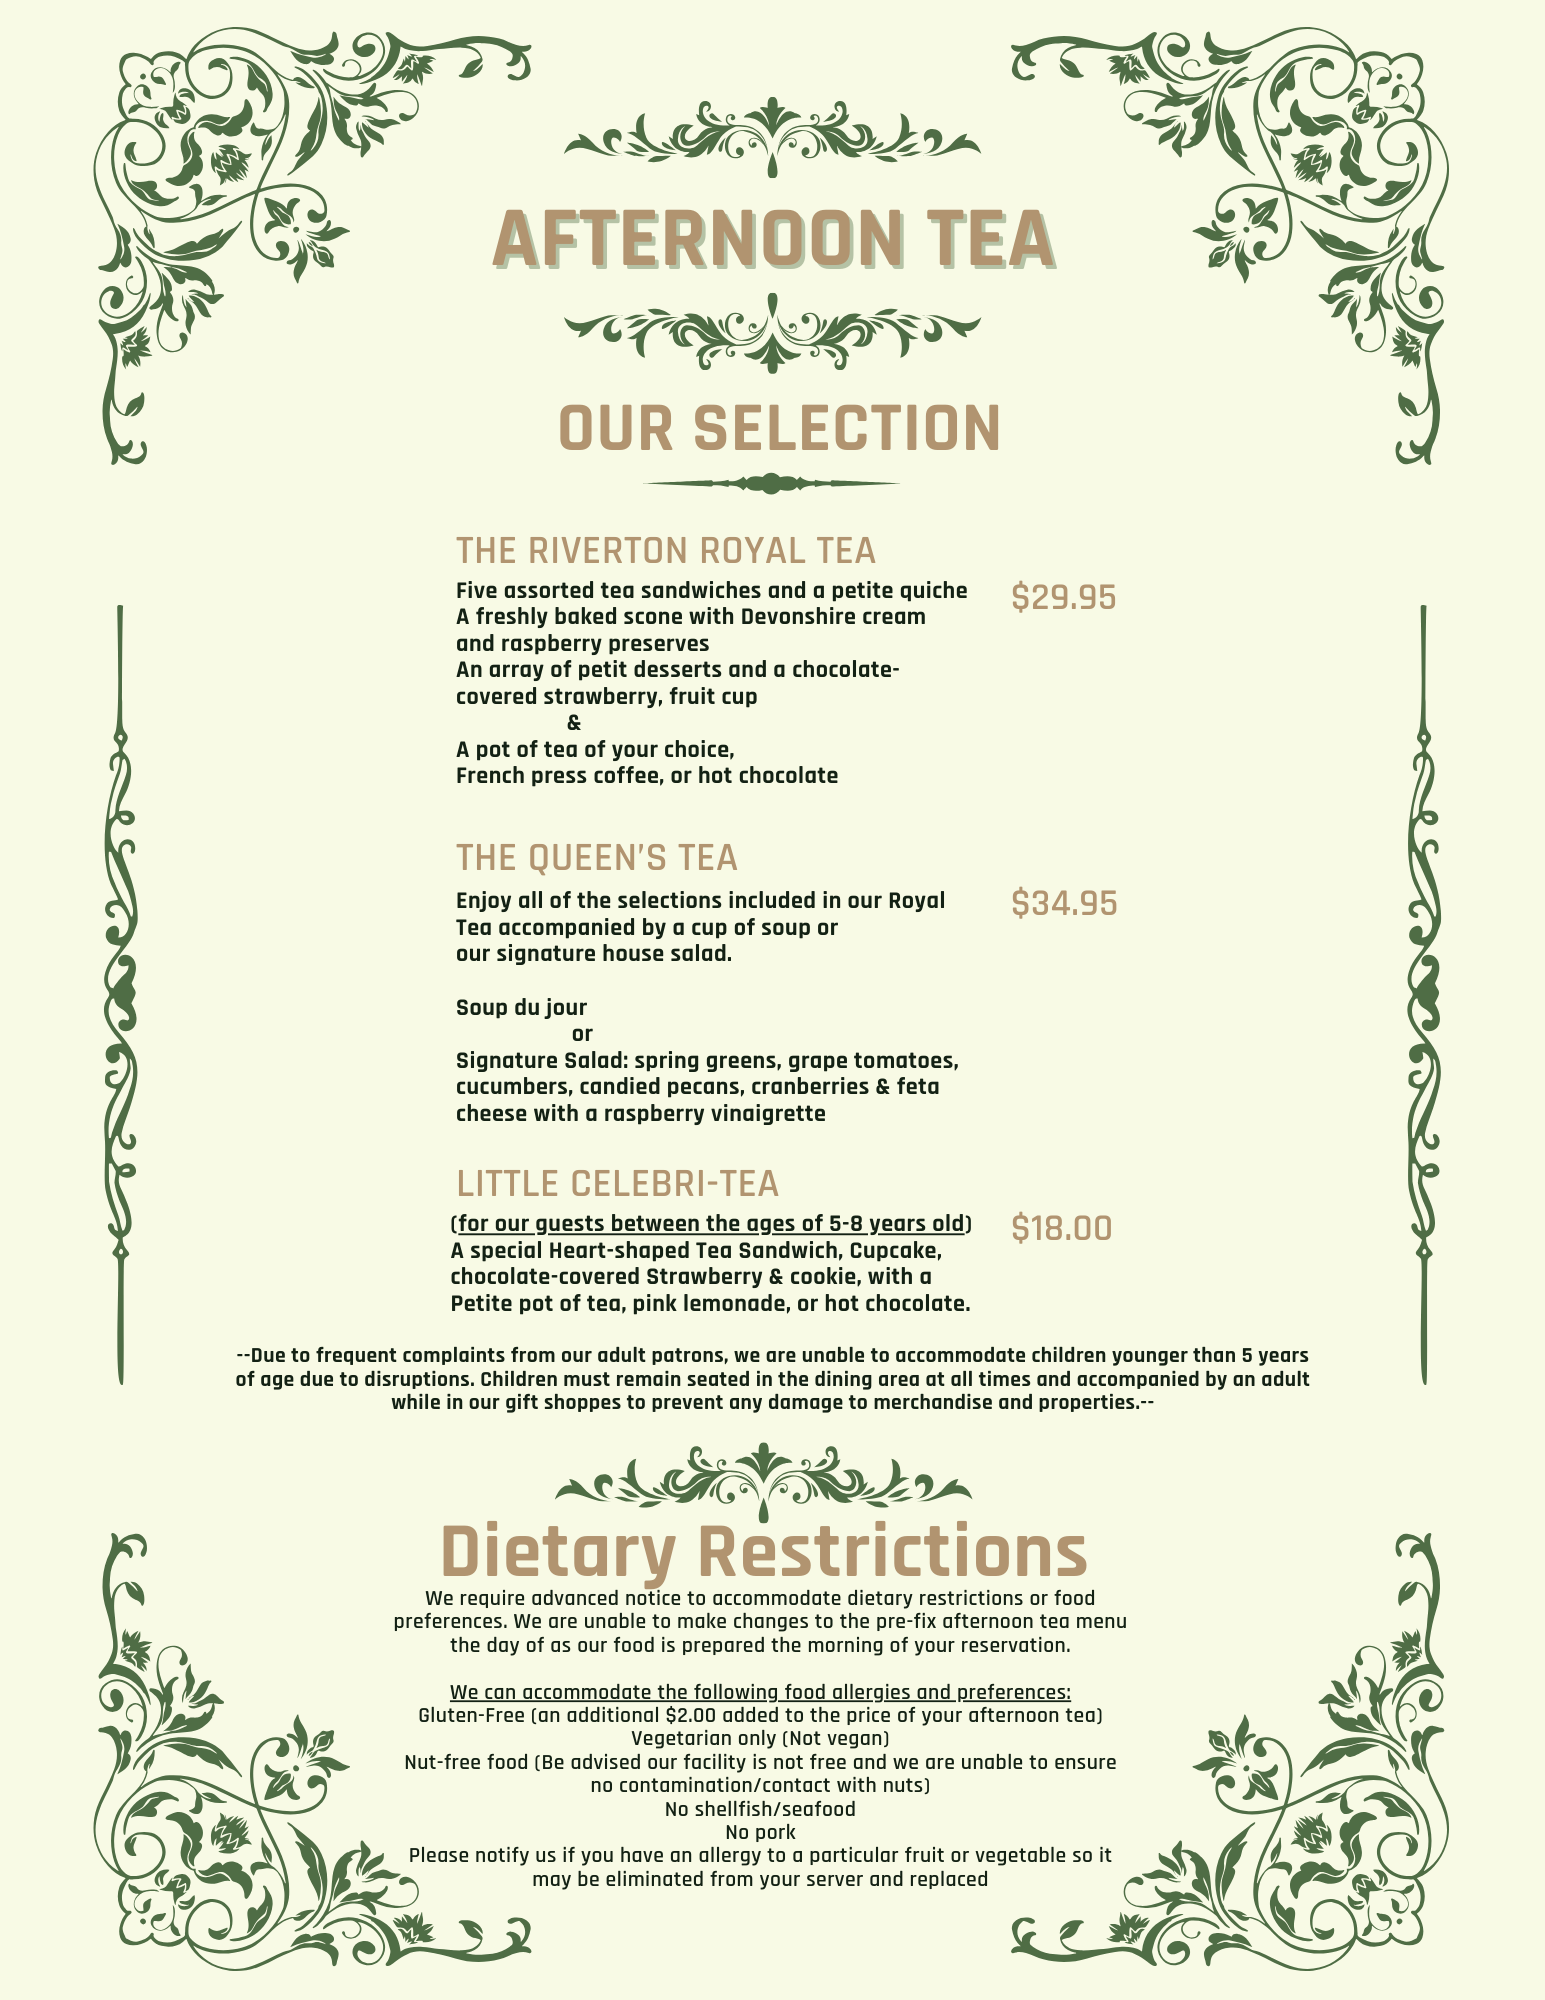 AFTERNOON TEA
OUR SELECTION
THE RIVERTON ROYAL TEA
Five assorted tea sandwiches and a petite quiche
$29.95
A freshly baked scone with Devonshire cream
and raspberry preserves
An array of petit desserts and a chocolate-
covered strawberry, fruit cup
&
A pot of tea of your choice,
French press coffee, or hot chocolate
THE QUEEN'S TEA
Enjoy all of the selections included in our Royal
$34.95
Tea accompanied by a cup of soup or
our signature house salad.
Soup du jour
or
Signature Salad: spring greens, grape tomatoes,
cucumbers, candied pecans, cranberries & feta
cheese with a raspberry vinaigrette
LITTLE CELEBRI-TEA
(for our guests between the ages of 5-8 years old)
$18.00
A special Heart-shaped Tea Sandwich, Cupcake,
chocolate-covered Strawberry & cookie, with a
Petite pot of tea, pink lemonade, or hot chocolate.
--Due to frequent complaints from our adult patrons, we are unable to accommodate children younger than 5 years
of age due to disruptions. Children must remain seated in the dining area at all times and accompanied by an adult
while in our gift shoppes to prevent any damage to merchandise and properties.--
Dietary Restrictions
We require advanced notice to accommodate dietary restrictions or food
preferences. We are unable to make changes to the pre-fix afternoon tea menu
the day of as our food is prepared the morning of your reservation.
We can accommodate the following food allergies and preferences:
Gluten-Free (an additional $2.00 added to the price of your afternoon tea)
Vegetarian only (Not vegan)
Nut-free food (Be advised our facility is not free and we are unable to ensure
no contamination/contact with nuts)
No shellfish/seafood
No pork
Please notify us if you have an allergy to a particular fruit or vegetable so it
may be eliminated from your server and replaced